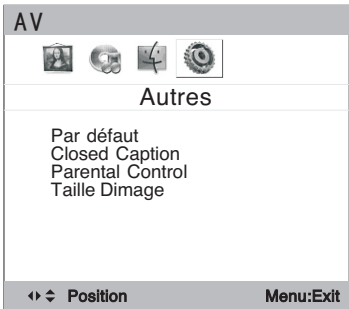 AV
Autres
Par défaut
Closed Caption
Parental Control
Taille Dimage
Position
Menu:Exit